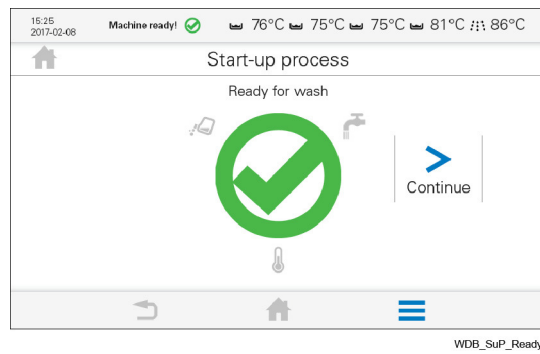 15:25 Machine ready! 76°C 75°C 75°C 81°C 86°C
2017-02-08
Start-up process
Ready for wash
Continue
WDB_SuP_Ready